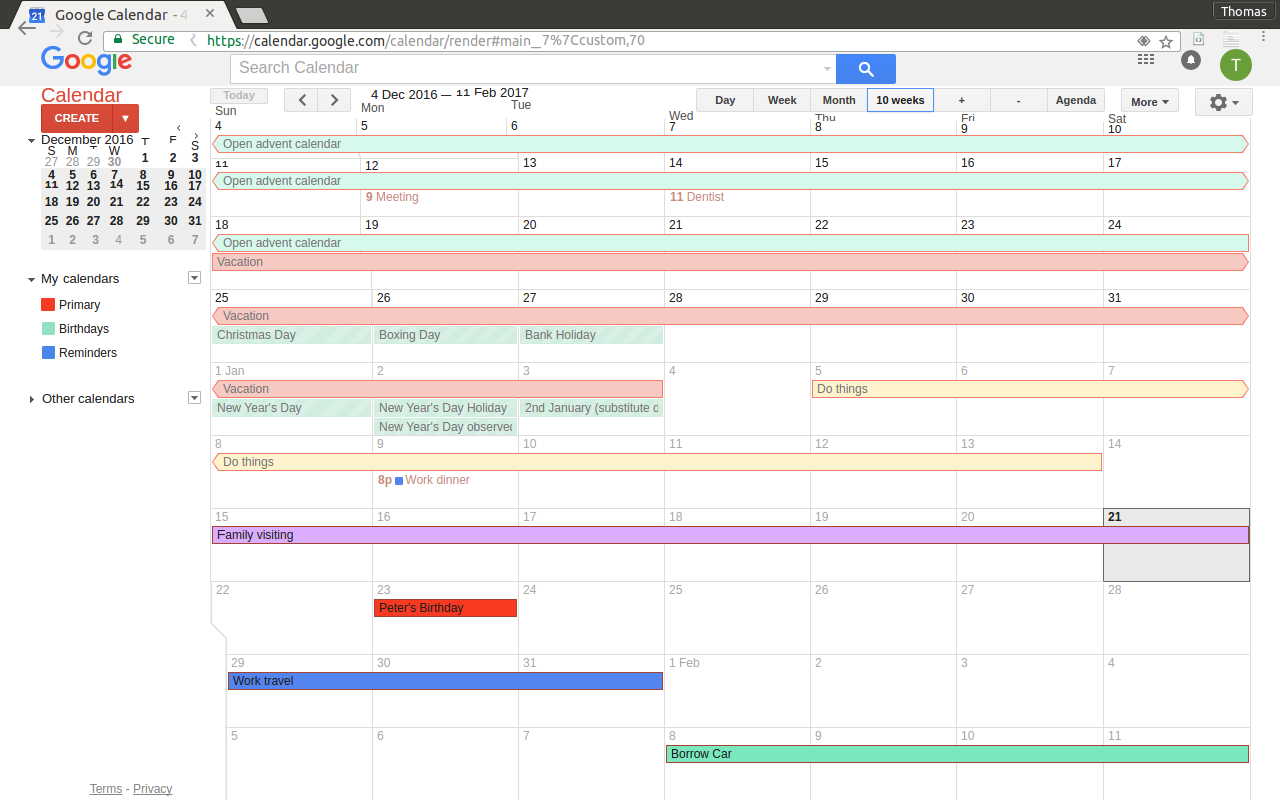 Google Calendar - 4
Thomas
Secure
https://calendar.google.com/calendar/render#main_7%7Ccustom,70
Google
Search Calendar
T
Calendar
Today
4 Dec 2016 — 11 Feb 2017
Day Week Month 10 weeks + - Agenda
More
CREATE
December 2016
S M T W T F S
27 28 29 30 1 2 3
4 5 6 7 8 9 10
11 12 13 14 15 16 17
18 19 20 21 22 23 24
25 26 27 28 29 30 31
1 2 3 4 5 6 7
My calendars
Primary
Birthdays
Reminders
Other calendars
Terms - Privacy
Sun Mon Tue Wed Thu Fri Sat
4 5 6 7 8 9 10
Open advent calendar
11 12 13 14 15 16 17
Open advent calendar
9 Meeting 11 Dentist
18 19 20 21 22 23 24
Open advent calendar
Vacation
25 26 27 28 29 30 31
Vacation
Christmas Day Boxing Day Bank Holiday
1 Jan 2 3 4 5 6 7
Vacation Do things
New Year's Day New Year's Day Holiday 2nd January (substitute d
New Year's Day observed
8 9 10 11 12 13 14
Do things
8p Work dinner
15 16 17 18 19 20 21
Family visiting
22 23 24 25 26 27 28
Peter's Birthday
29 30 31 1 Feb 2 3 4
Work travel
5 6 7 8 9 10 11
Borrow Car